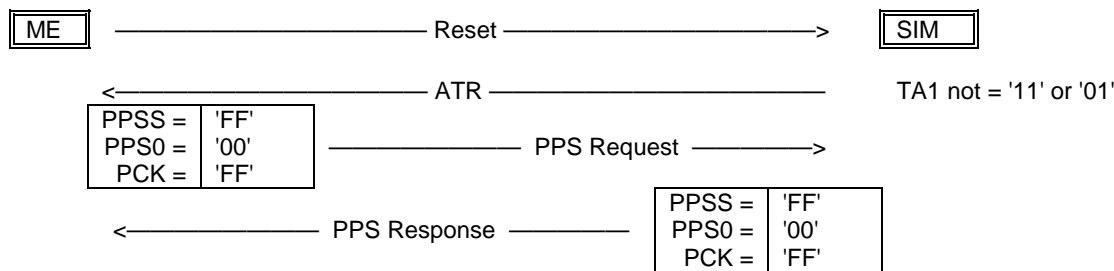 ME Reset SIM
ATR TA1 not = '11' or '01'
PPSS = 'FF'
PPS0 = '00' PPS Request
PCK = 'FF'
PPSS = 'FF'
PPS Response PPS0 = '00'
PCK = 'FF'